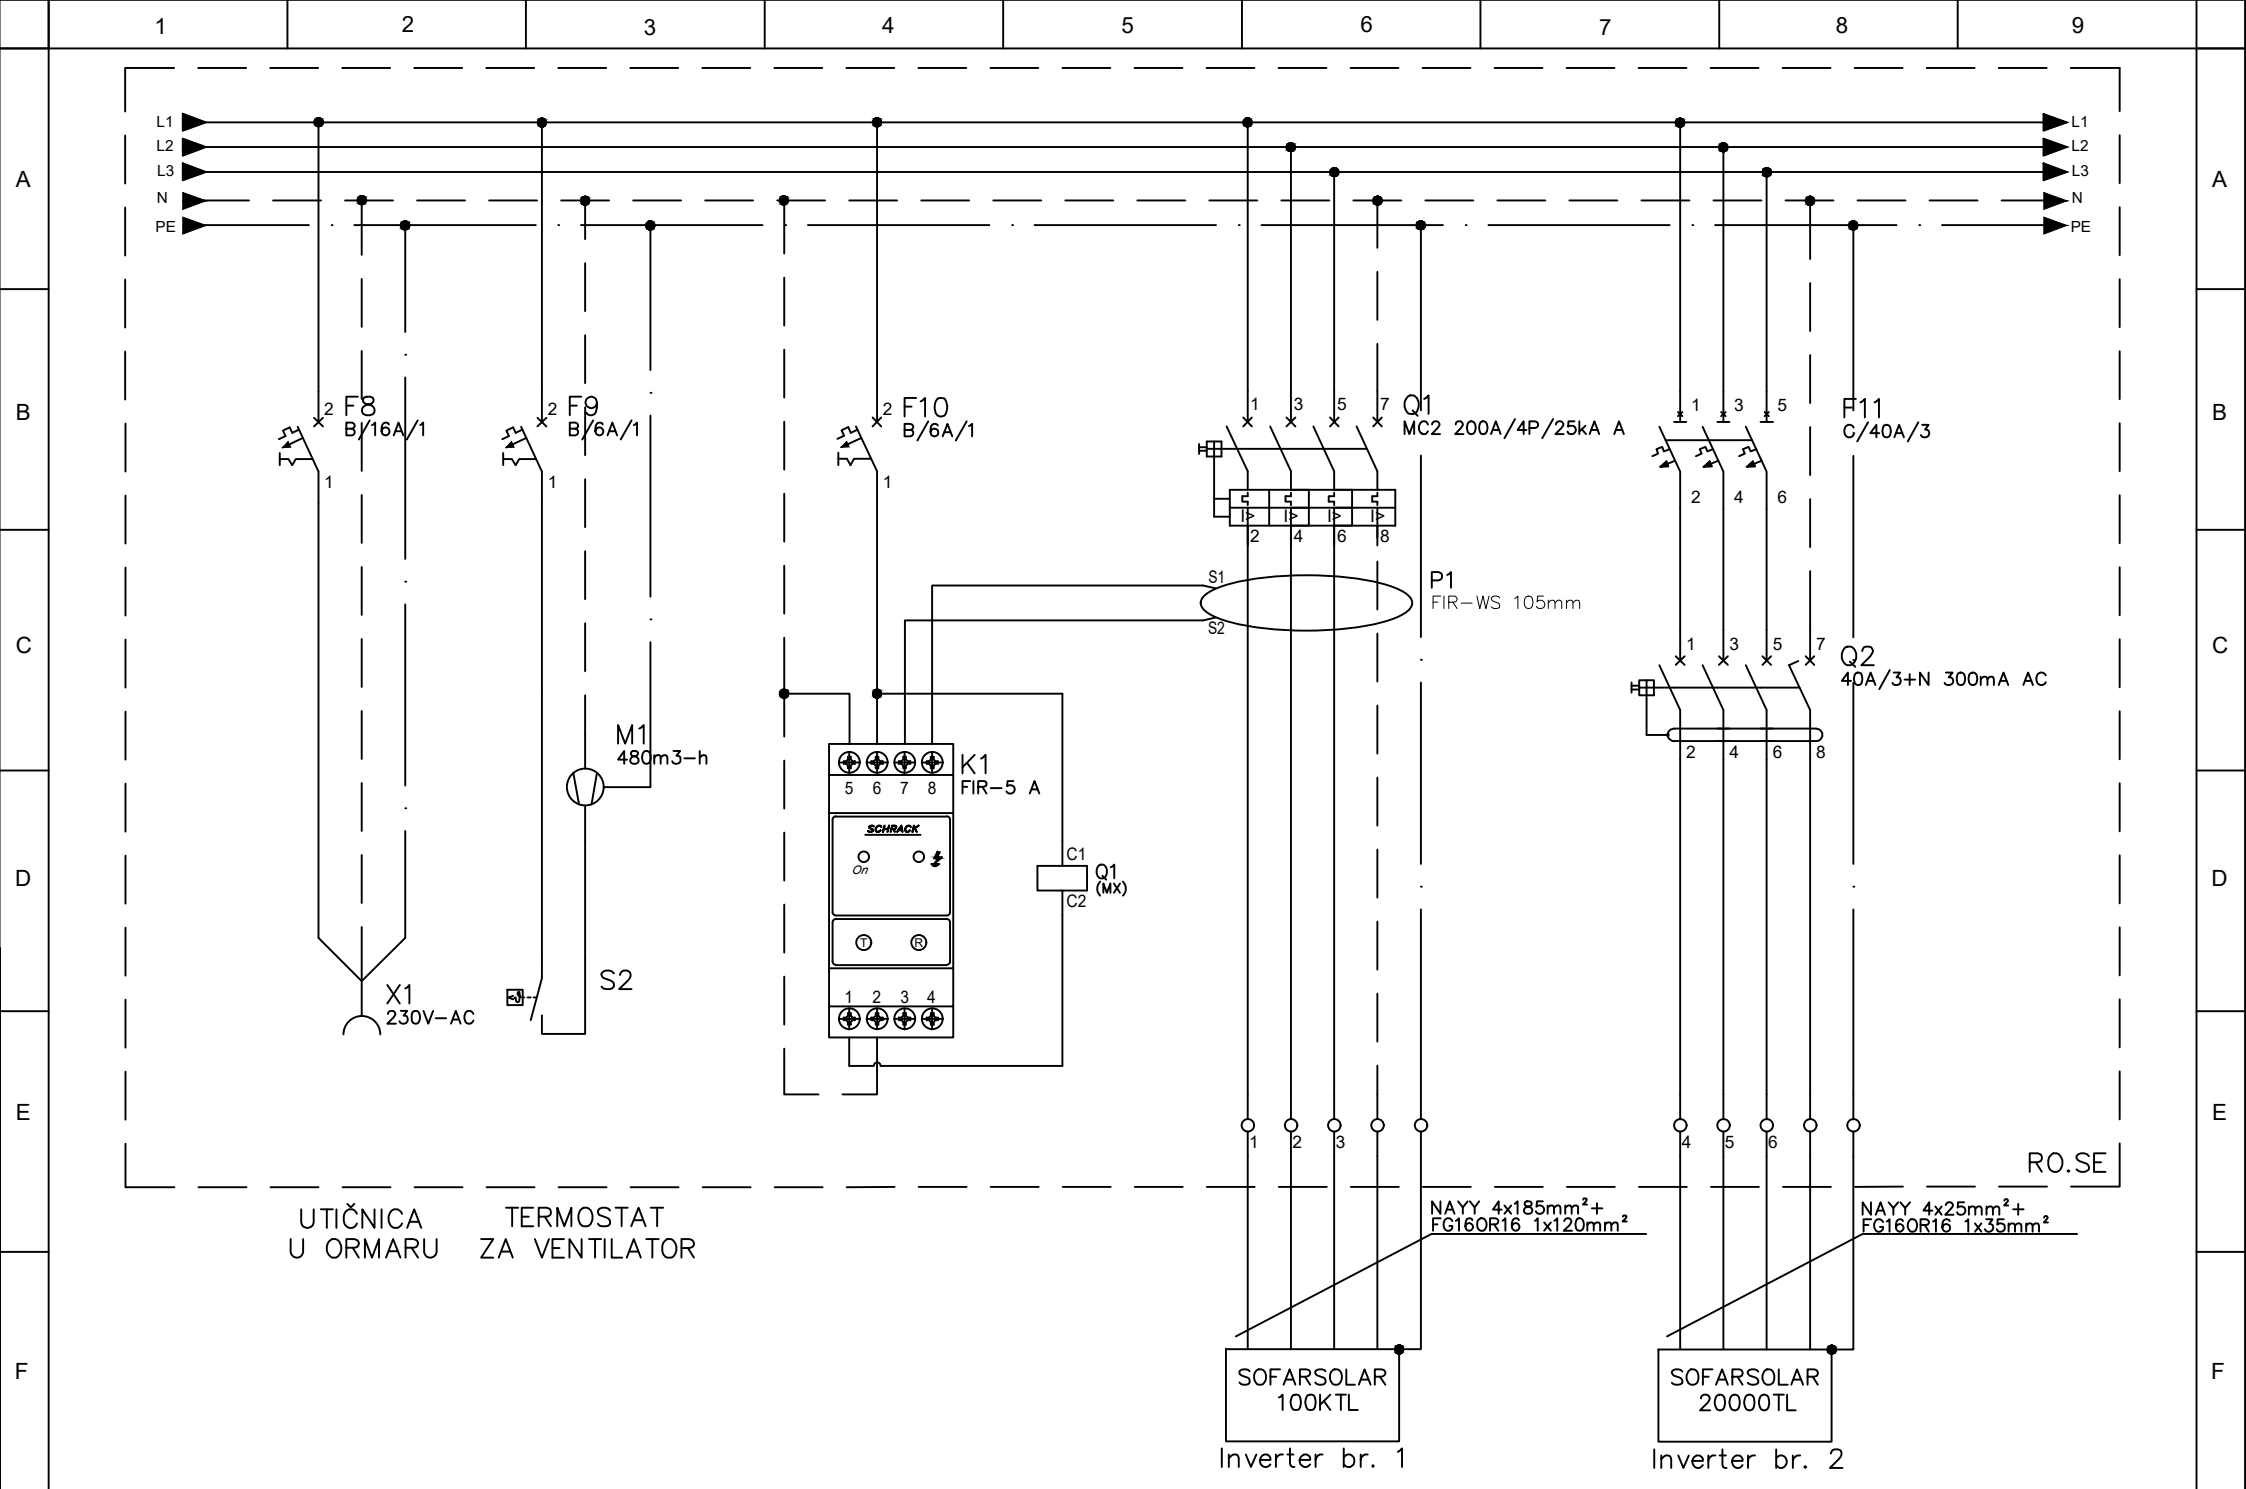 1 2 3 4 5 6 7 8 9
A A
B B
C C
D D
E E
F F
L1 L1
L2 L2
L3 L3
N N
PE PE
2 F8
B/16A/1
1
2 F9
B/6A/1
1
2 F10
B/6A/1
1
1 3 5 7 Q1
MC2 200A/4P/25kA A
I> I> I> I>
2 4 6 8
1 3 5 F11
C/40A/3
2 4 6
S1
S2
P1
FIR-WS 105mm
1 3 5 7 Q2
40A/3+N 300mA AC
2 4 6 8
M1
480m3-h
K1
FIR-5 A
5 6 7 8
SCHRACK
On
T R
1 2 3 4
C1
Q1
(MX)
C2
X1
230V-AC
S2
1 2 3
4 5 6
RO.SE
UTIČNICA
U ORMARU
TERMOSTAT
ZA VENTILATOR
NAYY 4x185mm²+
FG16OR16 1x120mm²
NAYY 4x25mm²+
FG16OR16 1x35mm²
SOFARSOLAR
100KTL
Inverter br. 1
SOFARSOLAR
20000TL
Inverter br. 2